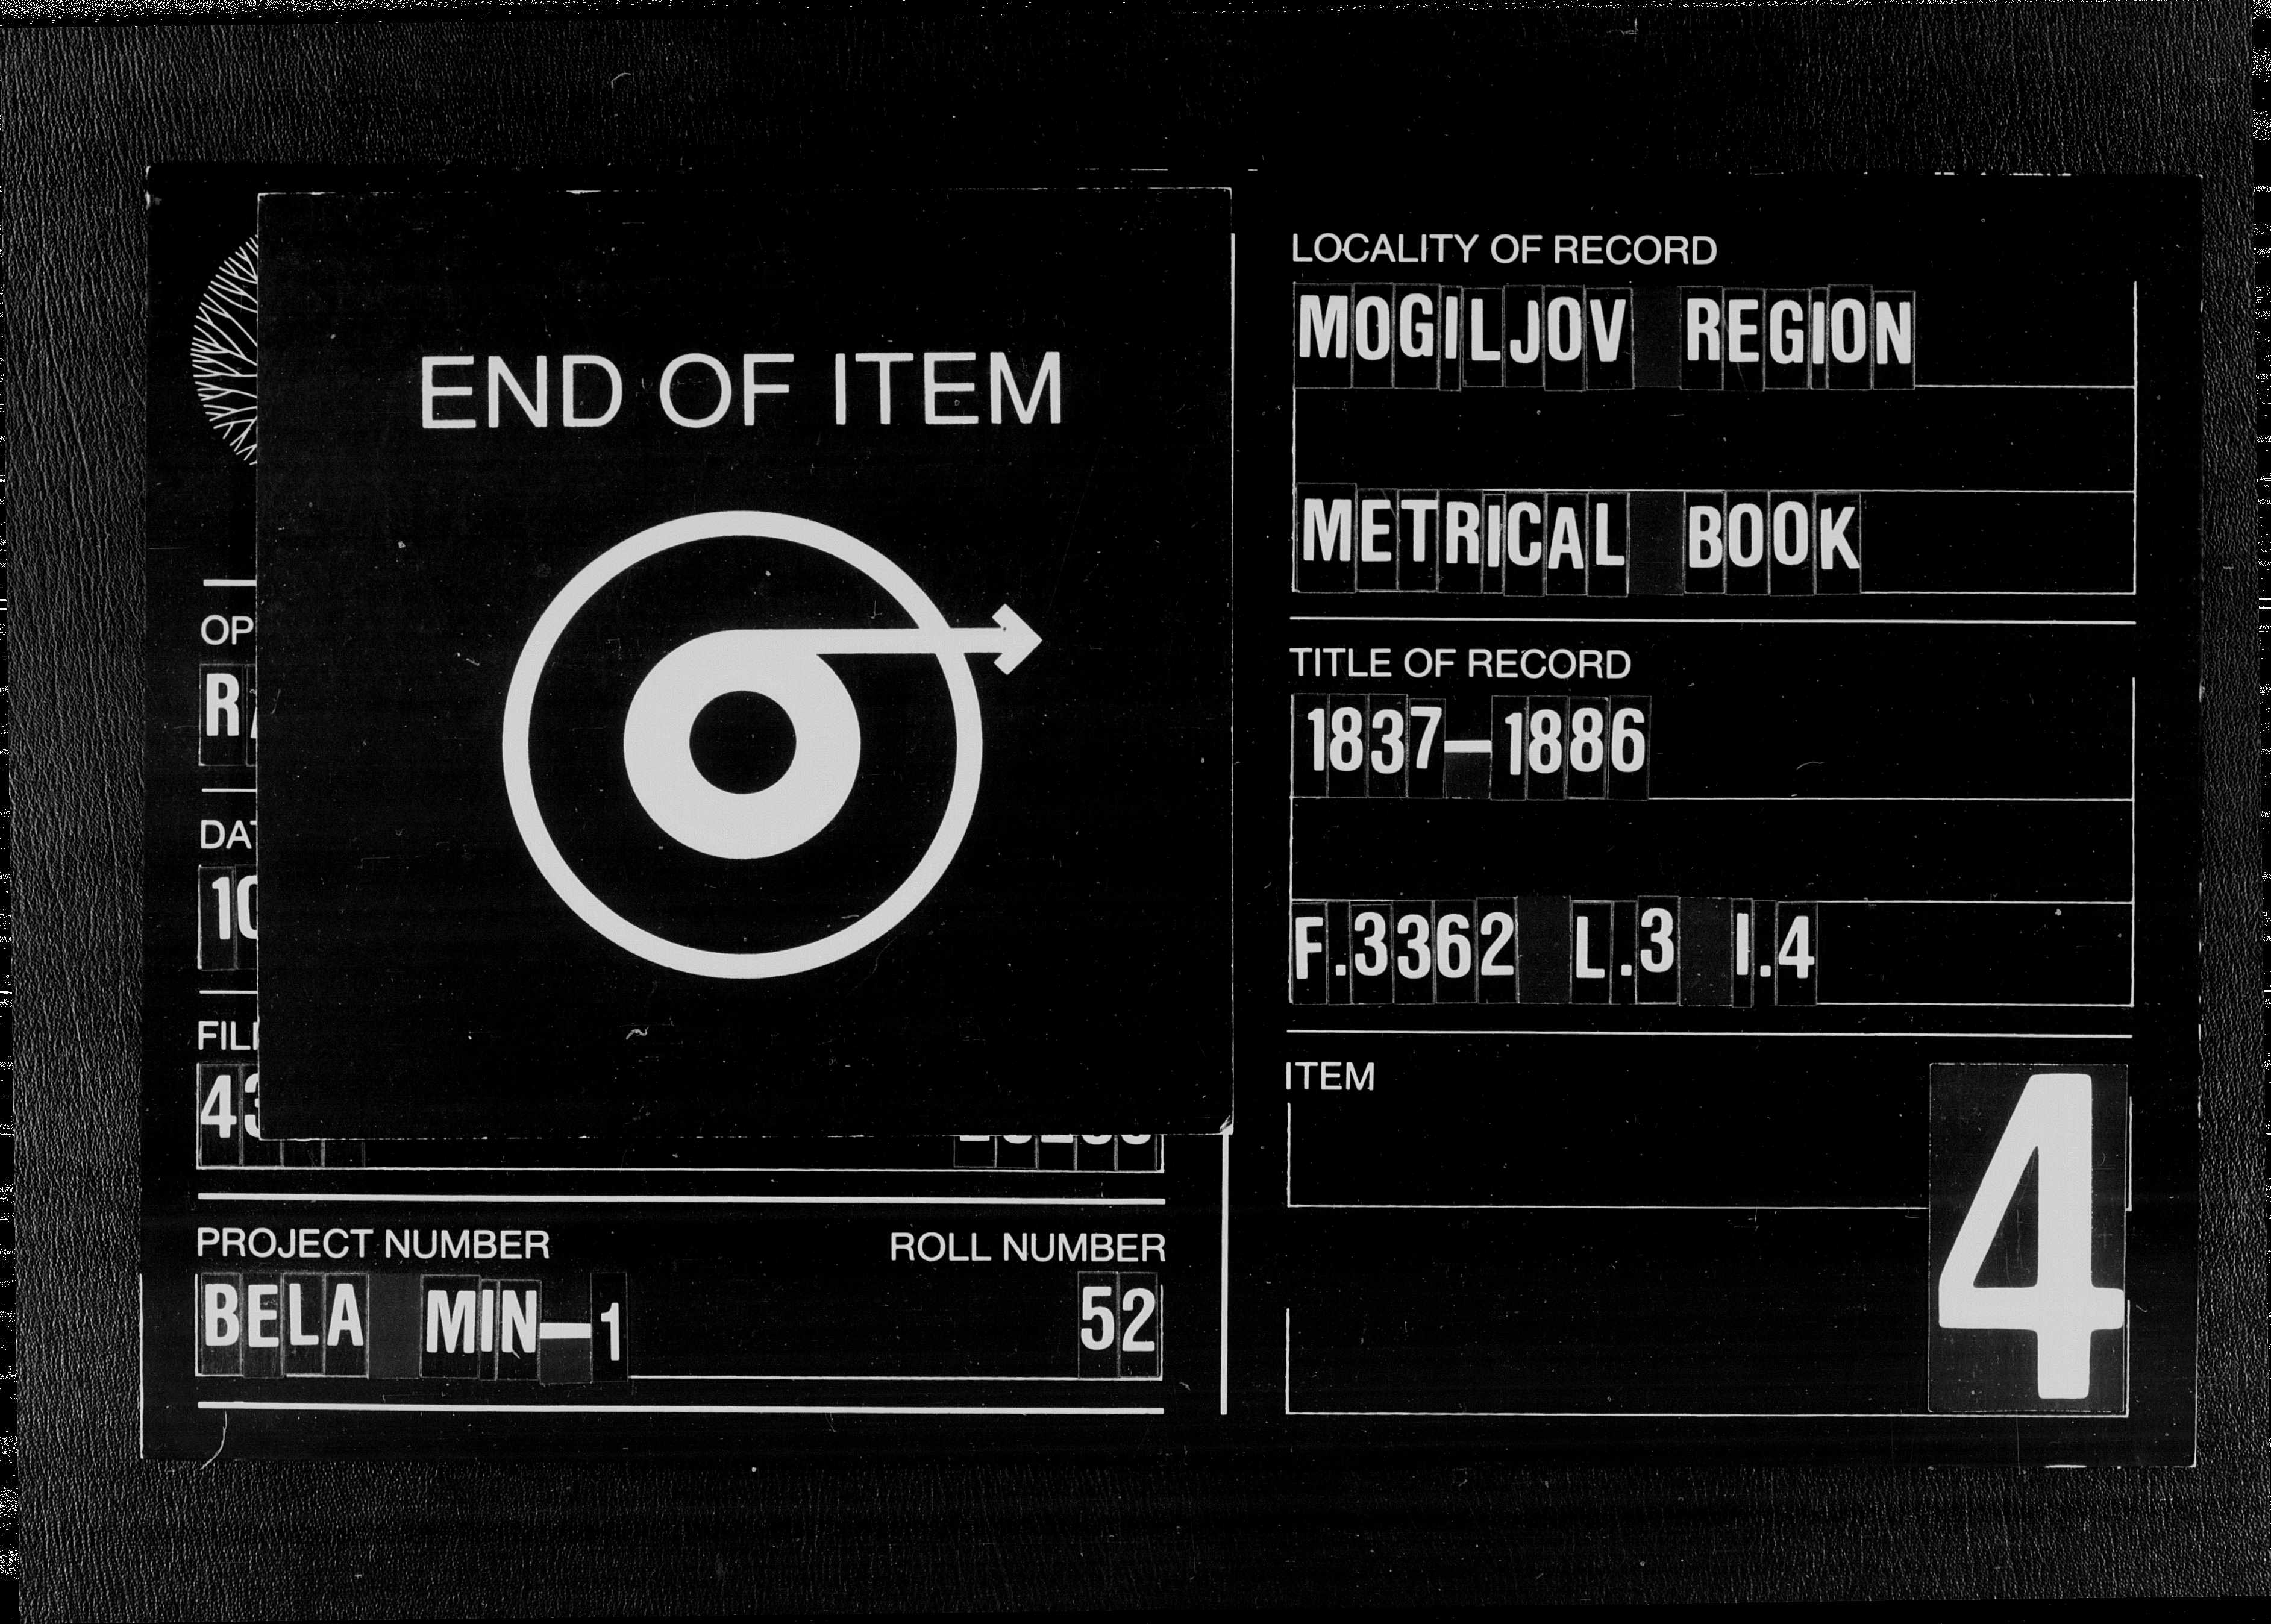 END OF ITEM
PROJECT NUMBER ROLL NUMBER
BELA MIN-1 52
LOCALITY OF RECORD
MOGILJOV REGION
METRICAL BOOK
TITLE OF RECORD
1837-1886
F.3362 L.3 I.4
ITEM
4